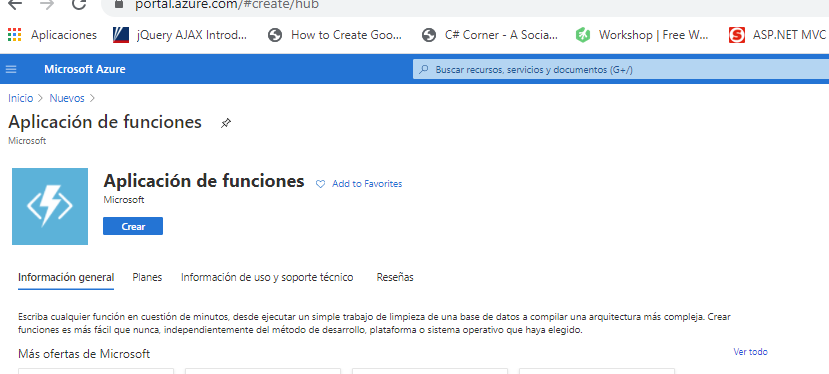 portal.azure.com/#create/hub
Aplicaciones jQuery AJAX Introd... How to Create Goo... C# Corner - A Socia... Workshop | Free W... ASP.NET MVC
Microsoft Azure Buscar recursos, servicios y documentos (G+/)
Inicio > Nuevos >
Aplicación de funciones
Microsoft
Aplicación de funciones Add to Favorites
Microsoft
Crear
Información general Planes Información de uso y soporte técnico Reseñas
Escriba cualquier función en cuestión de minutos, desde ejecutar un simple trabajo de limpieza de una base de datos a compilar una arquitectura más compleja. Crear
funciones es más fácil que nunca, independientemente del método de desarrollo, plataforma o sistema operativo que haya elegido.
Más ofertas de Microsoft Ver todo